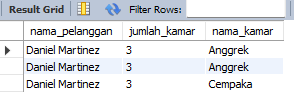 Result Grid Filter Rows:
nama_pelanggan jumlah_kamar nama_kamar
Daniel Martinez 3 Anggrek
Daniel Martinez 3 Anggrek
Daniel Martinez 3 Cempaka